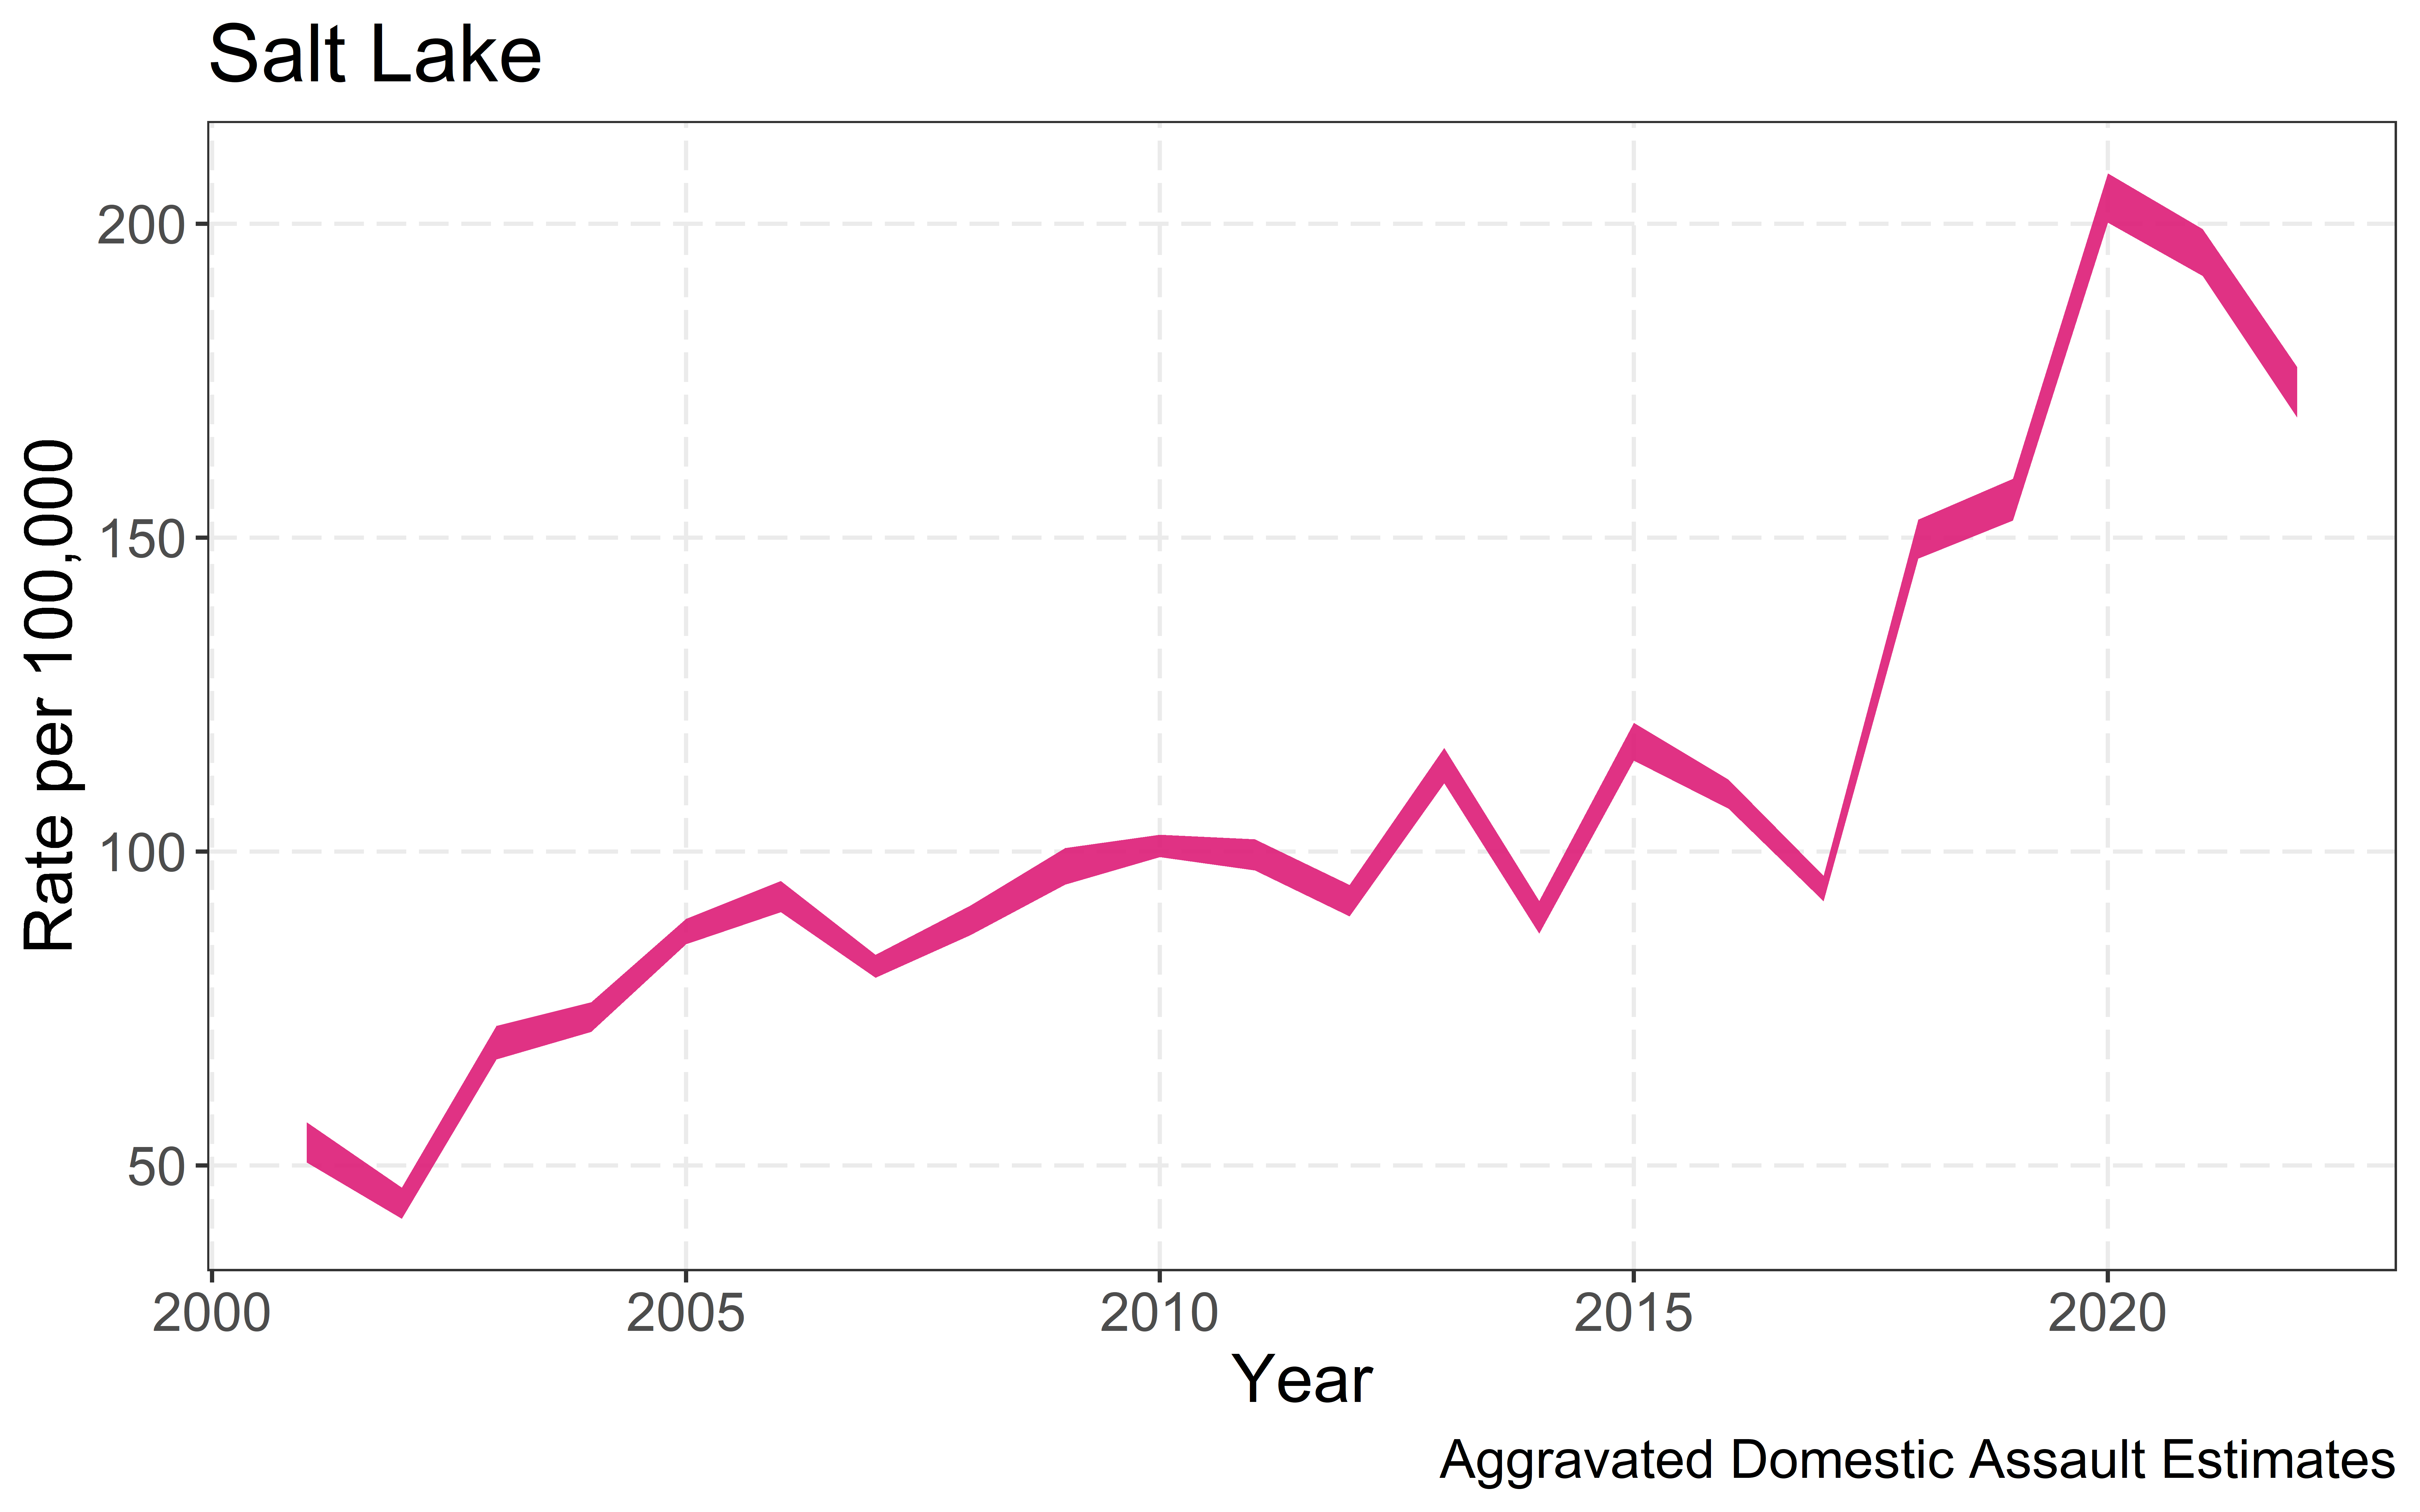 Salt Lake
Rate per 100,000
200
150
100
50
2000 2005 2010 2015 2020
Year
Aggravated Domestic Assault Estimates